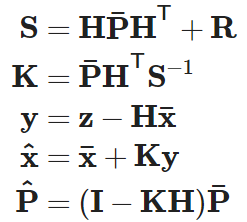 S = HP̄Hᵀ + R
K = P̄HᵀS⁻¹
y = z − Hx̄
x̂ = x̄ + Ky
P̂ = (I − KH)P̄